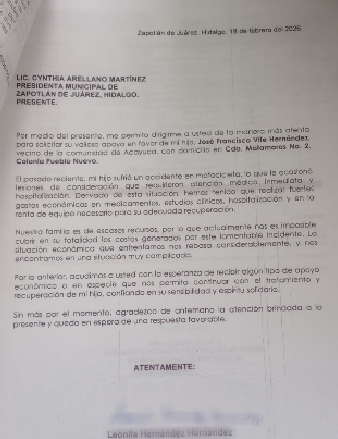 Zapotlán de Juárez, Hidalgo, 18 de febrero del 2026.
LIC. CYNTHIA ARELLANO MARTÍNEZ
PRESIDENTA MUNICIPAL DE
ZAPOTLÁN DE JUÁREZ, HIDALGO.
PRESENTE.
Por medio del presente, me permito dirigirme a usted de la manera más atenta
para solicitar su valioso apoyo en favor de mi hijo, José Francisco Vite Hernández,
vecino de la comunidad de Acayuca, con domicilio en Cda. Matamoros No. 2,
Colonia Pueblo Nuevo.
El pasado reciente, mi hijo sufrió un accidente en motocicleta, lo que le ocasionó
lesiones de consideración que requirieron atención médica inmediata y
hospitalización. Derivado de esta situación, hemos tenido que realizar fuertes
gastos económicos en medicamentos, estudios clínicos, hospitalización y en la
renta de equipo necesario para su adecuada recuperación.
Nuestra familia es de escasos recursos, por lo que actualmente nos es imposible
cubrir en su totalidad los costos generados por este lamentable incidente. La
situación económica que enfrentamos nos rebasa considerablemente, y nos
encontramos en una situación muy complicada.
Por lo anterior, acudimos a usted con la esperanza de recibir algún tipo de apoyo
económico o en especie que nos permita continuar con el tratamiento y
recuperación de mi hijo, confiando en su sensibilidad y espíritu solidario.
Sin más por el momento, agradezco de antemano la atención brindada a la
presente y quedo en espera de una respuesta favorable.
ATENTAMENTE:
Leonila Hernández Hernández